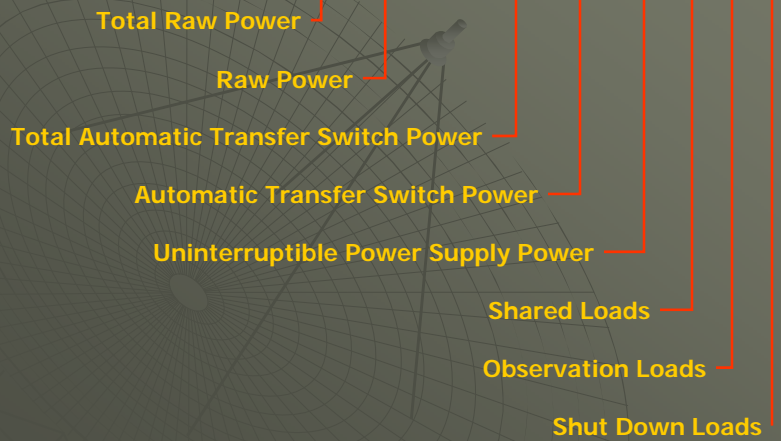 Total Raw Power
Raw Power
Total Automatic Transfer Switch Power
Automatic Transfer Switch Power
Uninterruptible Power Supply Power
Shared Loads
Observation Loads
Shut Down Loads